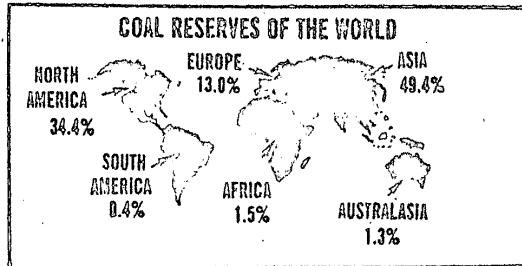 COAL RESERVES OF THE WORLD
NORTH
AMERICA
34.4%
EUROPE
13.0%
ASIA
49.4%
SOUTH
AMERICA
0.4%
AFRICA
1.5%
AUSTRALASIA
1.3%